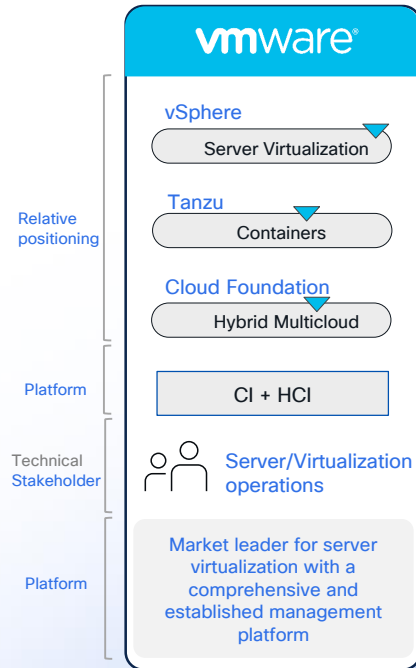 vmware®
vSphere
Server Virtualization
Relative
positioning
Tanzu
Containers
Cloud Foundation
Hybrid Multicloud
Platform
CI + HCI
Technical
Stakeholder
Server/Virtualization
operations
Platform
Market leader for server
virtualization with a
comprehensive and
established management
platform